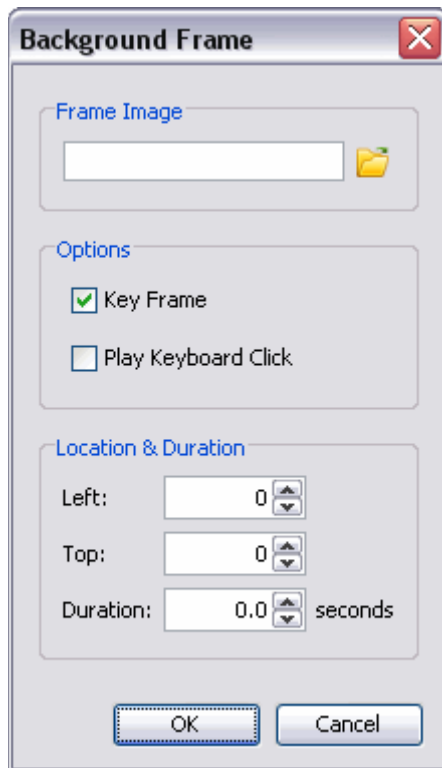 Background Frame
Frame Image
Options
Key Frame
Play Keyboard Click
Location & Duration
Left: 0
Top: 0
Duration: 0.0 seconds
OK Cancel